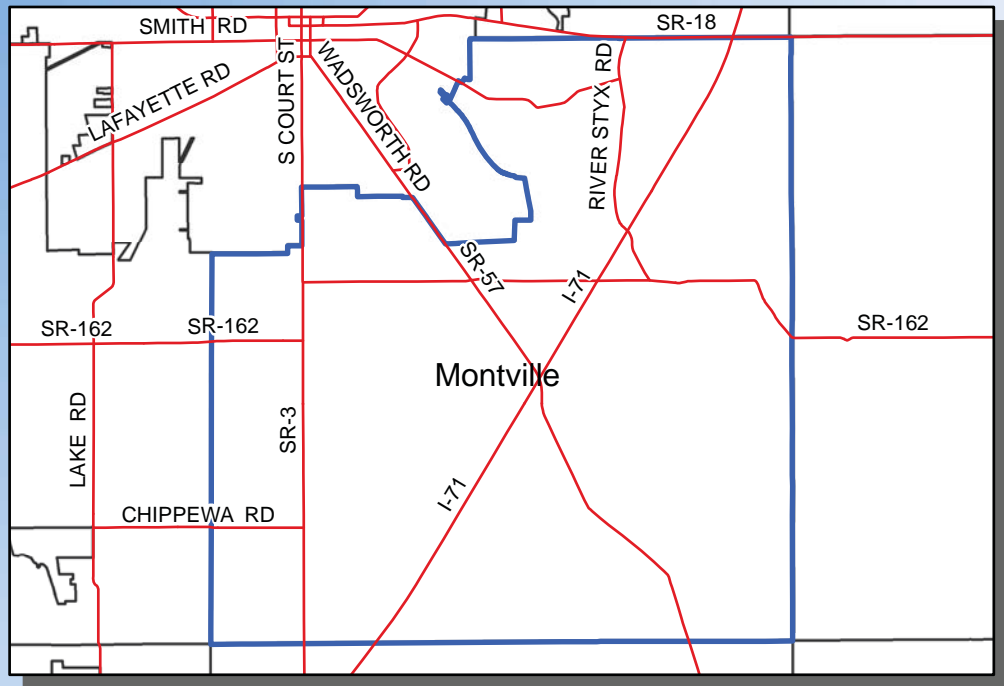 SMITH RD
SR-18
LAFAYETTE RD
S COURT ST
WADSWORTH RD
RIVER STYX RD
SR-57
I-71
SR-162
SR-162
SR-162
Montville
LAKE RD
SR-3
I-71
CHIPPEWA RD